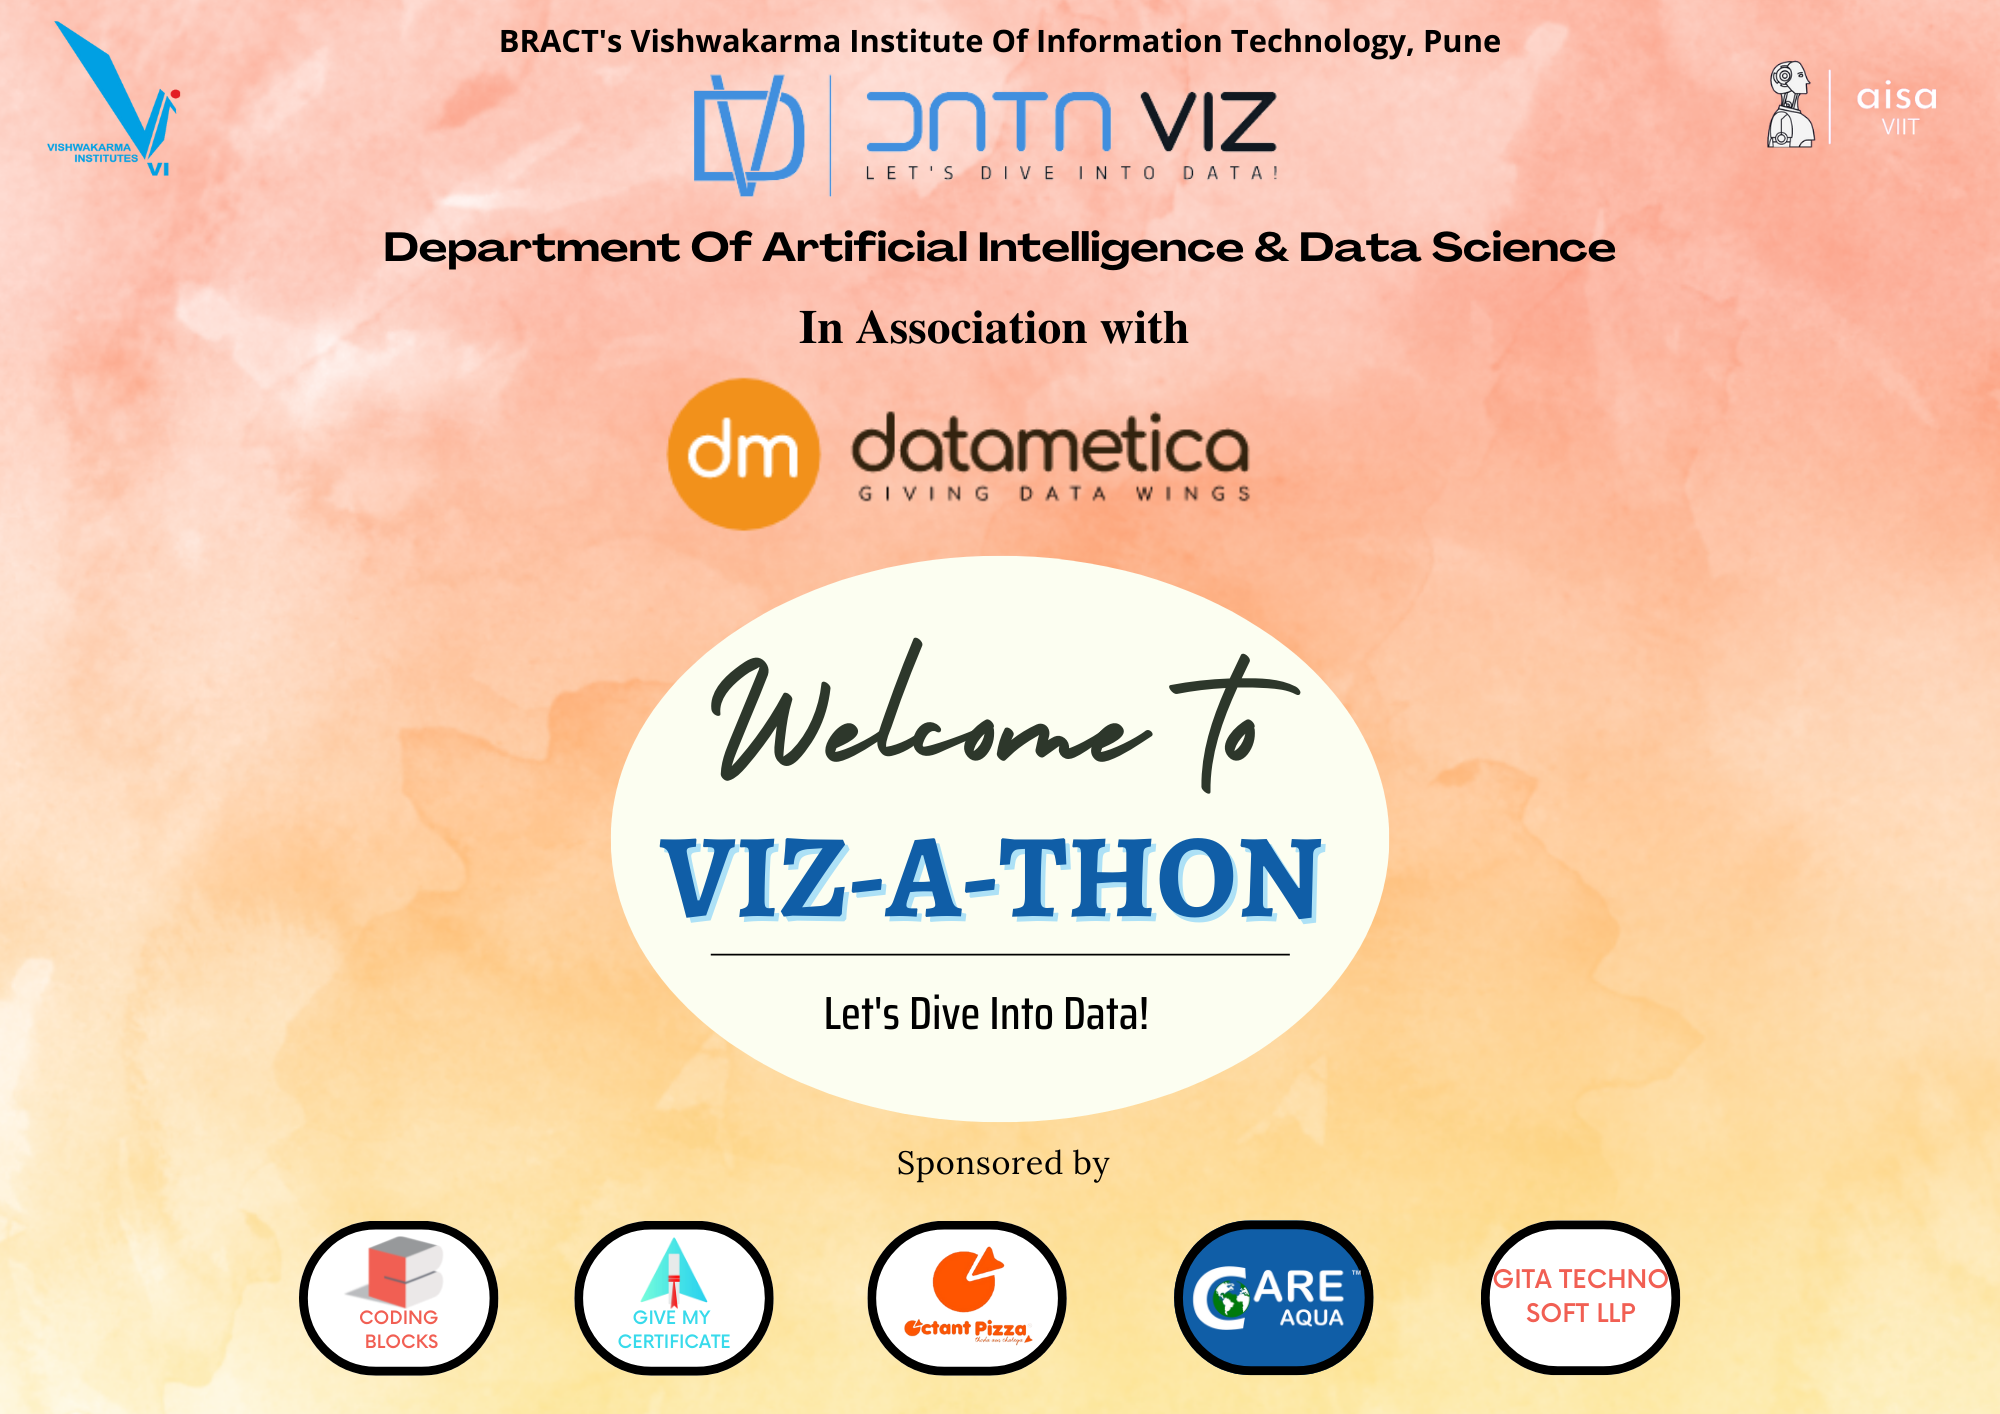 BRACT's Vishwakarma Institute Of Information Technology, Pune
VISHWAKARMA
INSTITUTES
VI
DV
DATA VIZ
LET'S DIVE INTO DATA!
aisa
VIIT
Department Of Artificial Intelligence & Data Science
In Association with
dm
datametica
GIVING DATA WINGS
Welcome To
VIZ-A-THON
Let's Dive Into Data!
Sponsored by
CODING
BLOCKS
GIVE MY
CERTIFICATE
Octant Pizza
CARE ™
AQUA
GITA TECHNO
SOFT LLP